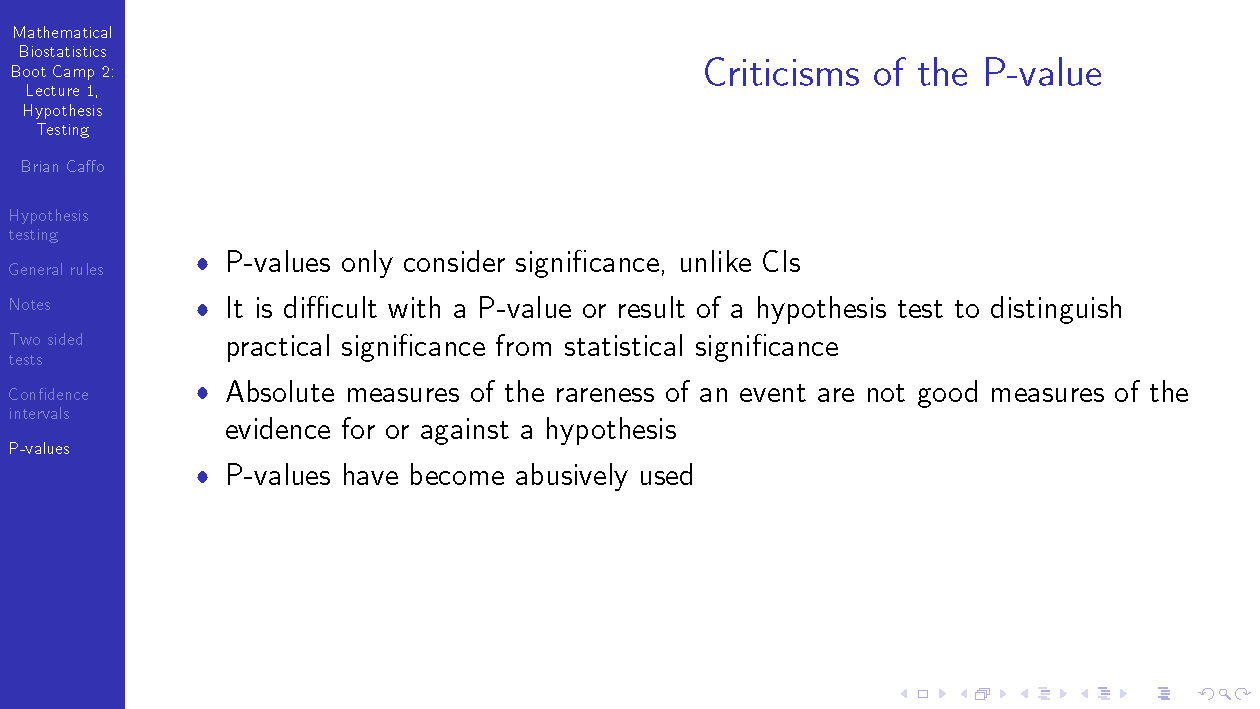 Mathematical
Biostatistics
Boot Camp 2:
Lecture 1,
Hypothesis
Testing
Brian Caffo
Hypothesis
testing
General rules
Notes
Two sided
tests
Confidence
intervals
P-values
Criticisms of the P-value
• P-values only consider significance, unlike CIs
• It is difficult with a P-value or result of a hypothesis test to distinguish
practical significance from statistical significance
• Absolute measures of the rareness of an event are not good measures of the
evidence for or against a hypothesis
• P-values have become abusively used